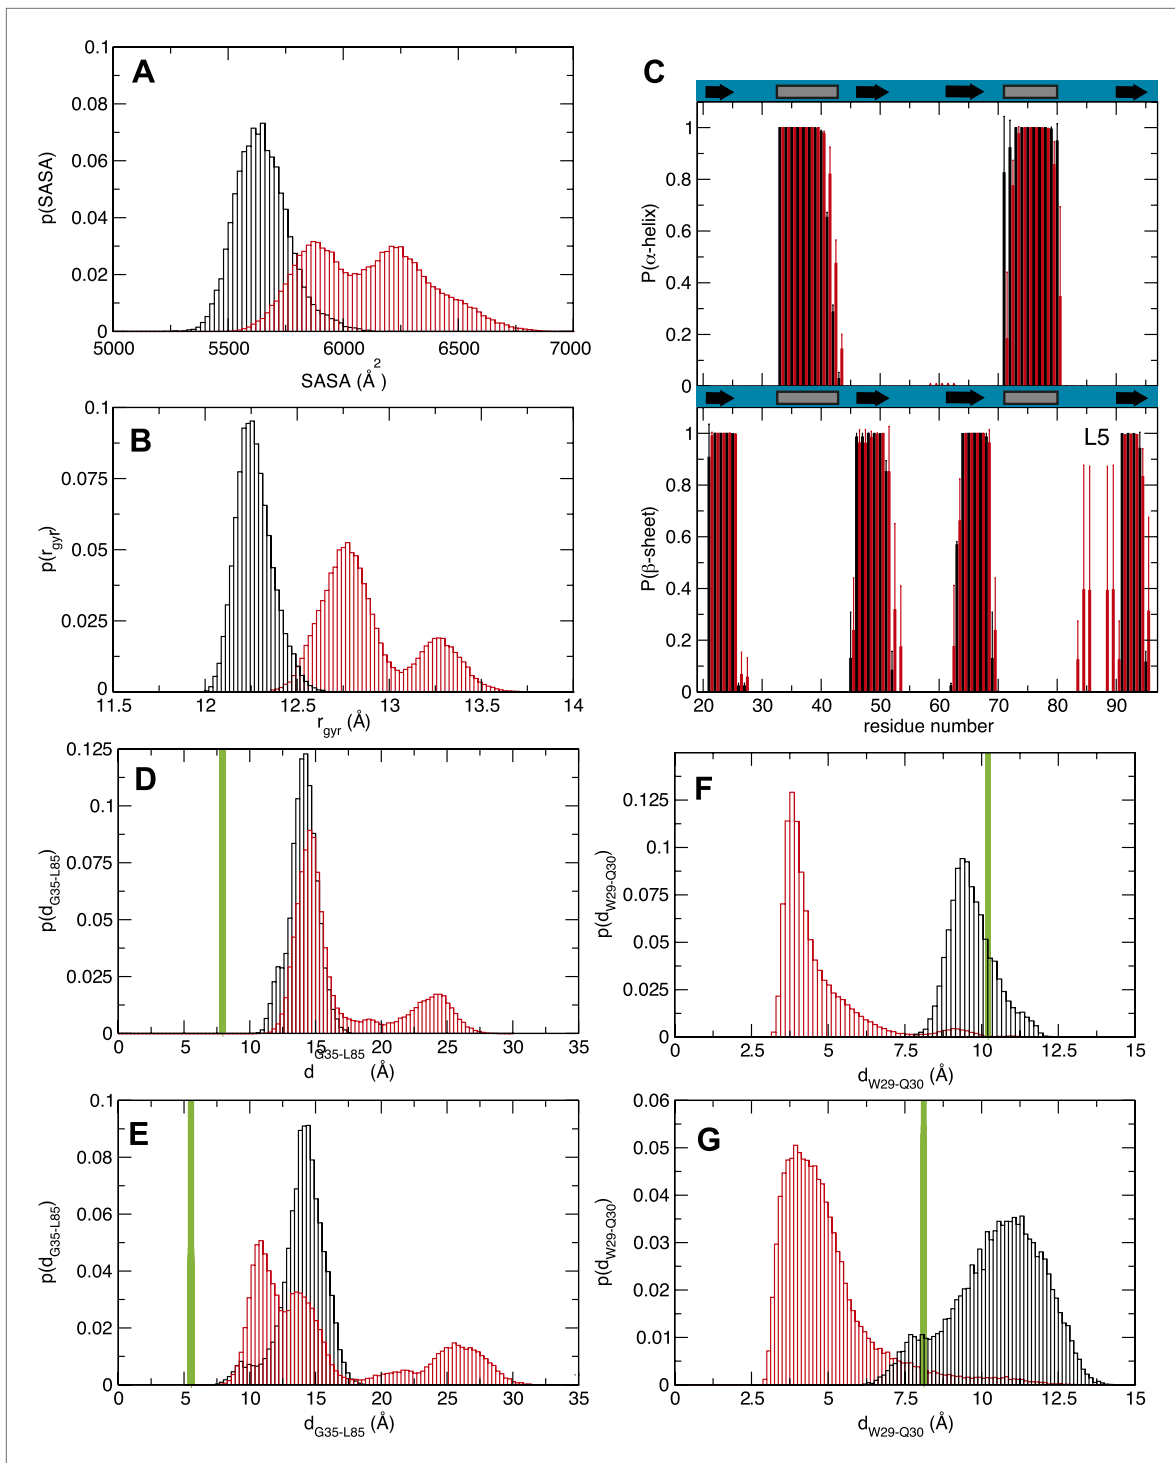 A
0.1
0.08
0.06
0.04
0.02
0
p(SASA)
5000 5500 6000 6500 7000
SASA (Å2)
B
0.1
0.075
0.05
0.025
0
p(rgyr)
11.5 12 12.5 13 13.5 14
rgyr (Å)
C
1
0.8
0.6
0.4
0.2
0
P(α-helix)
L5
1
0.8
0.6
0.4
0.2
0
P(β-sheet)
20 30 40 50 60 70 80 90
residue number
D
0.125
0.1
0.075
0.05
0.025
0
p(dG35-L85)
0 5 10 15 20 25 30 35
dG35-L85 (Å)
F
0.125
0.1
0.075
0.05
0.025
0
p(dW29-Q30)
0 2.5 5 7.5 10 12.5 15
dW29-Q30 (Å)
E
0.1
0.08
0.06
0.04
0.02
0
p(dG35-L85)
0 5 10 15 20 25 30 35
dG35-L85 (Å)
G
0.06
0.05
0.04
0.03
0.02
0.01
0
p(dW29-Q30)
0 2.5 5 7.5 10 12.5 15
dW29-Q30 (Å)